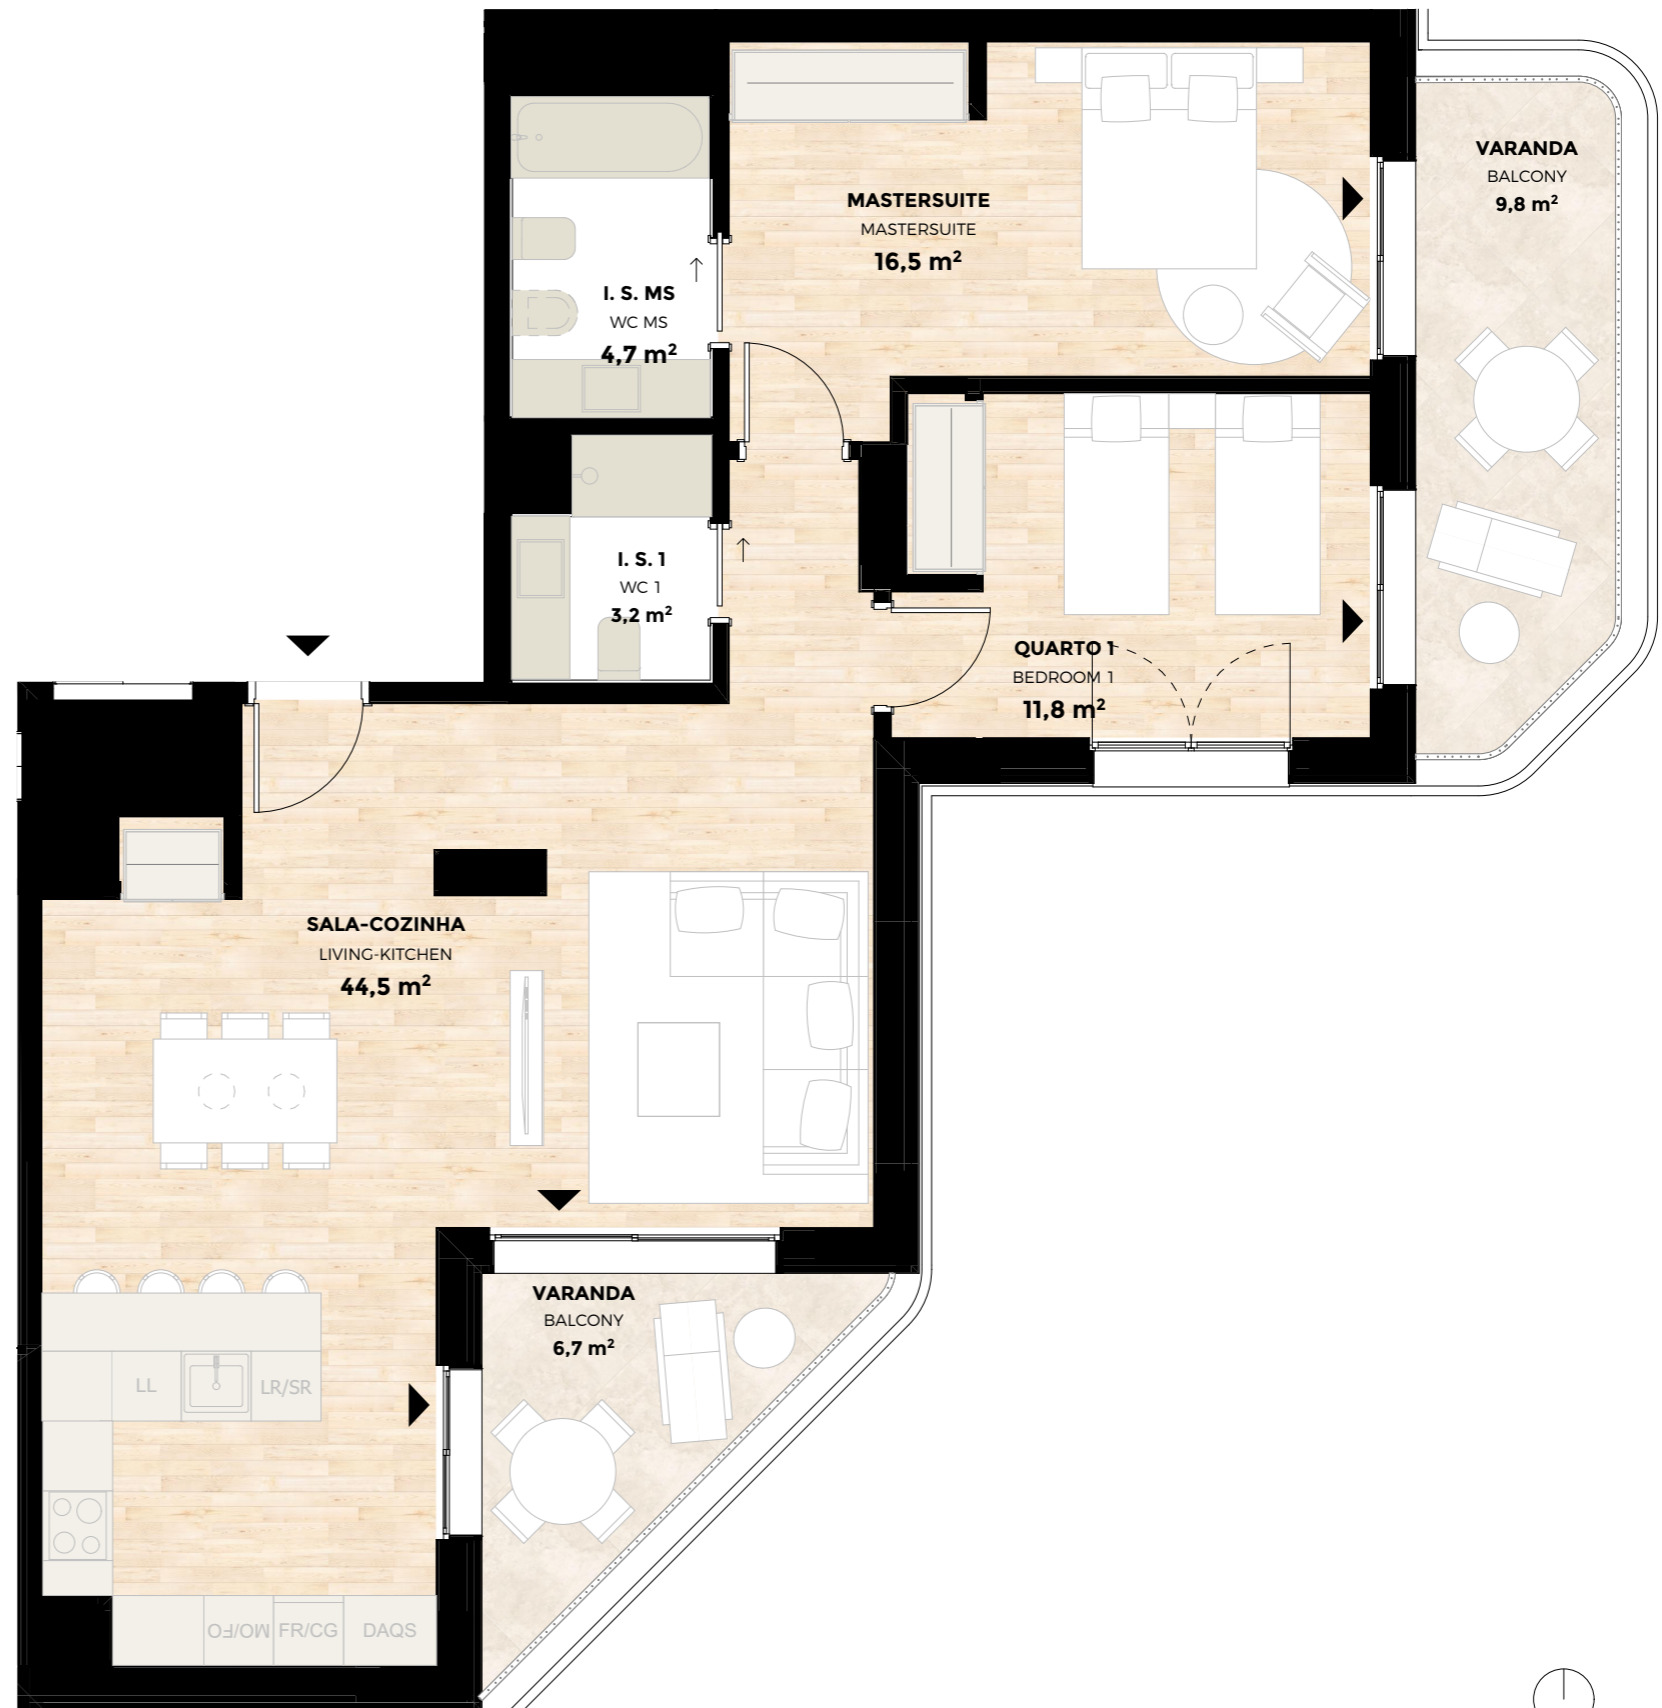 VARANDA
BALCONY
9,8 m²
MASTERSUITE
MASTERSUITE
16,5 m²
I. S. MS
WC MS
4,7 m²
I. S. 1
WC 1
3,2 m²
QUARTO 1
BEDROOM 1
11,8 m²
SALA-COZINHA
LIVING-KITCHEN
44,5 m²
VARANDA
BALCONY
6,7 m²
LL
LR/SR
FO/MO
FR/CG
DAQS